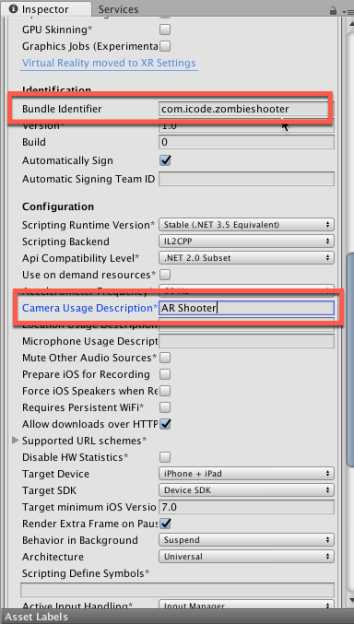 Inspector Services
GPU Skinning*
Graphics Jobs (Experimenta
Virtual Reality moved to XR Settings
Identification
Bundle Identifier com.icode.zombieshooter
Version* 1.0
Build 0
Automatically Sign
Automatic Signing Team ID
Configuration
Scripting Runtime Version* Stable (.NET 3.5 Equivalent)
Scripting Backend IL2CPP
Api Compatibility Level* .NET 2.0 Subset
Use on demand resources*
Accelerometer Frequency*
Camera Usage Description* AR Shooter
Location Usage Description
Microphone Usage Descript
Mute Other Audio Sources*
Prepare iOS for Recording
Force iOS Speakers when Re
Requires Persistent WiFi*
Allow downloads over HTTP
Supported URL schemes*
Disable HW Statistics*
Target Device iPhone + iPad
Target SDK Device SDK
Target minimum iOS Versio 7.0
Render Extra Frame on Paus
Behavior in Background Suspend
Architecture Universal
Scripting Define Symbols*
Active Input Handling* Input Manager
Asset Labels